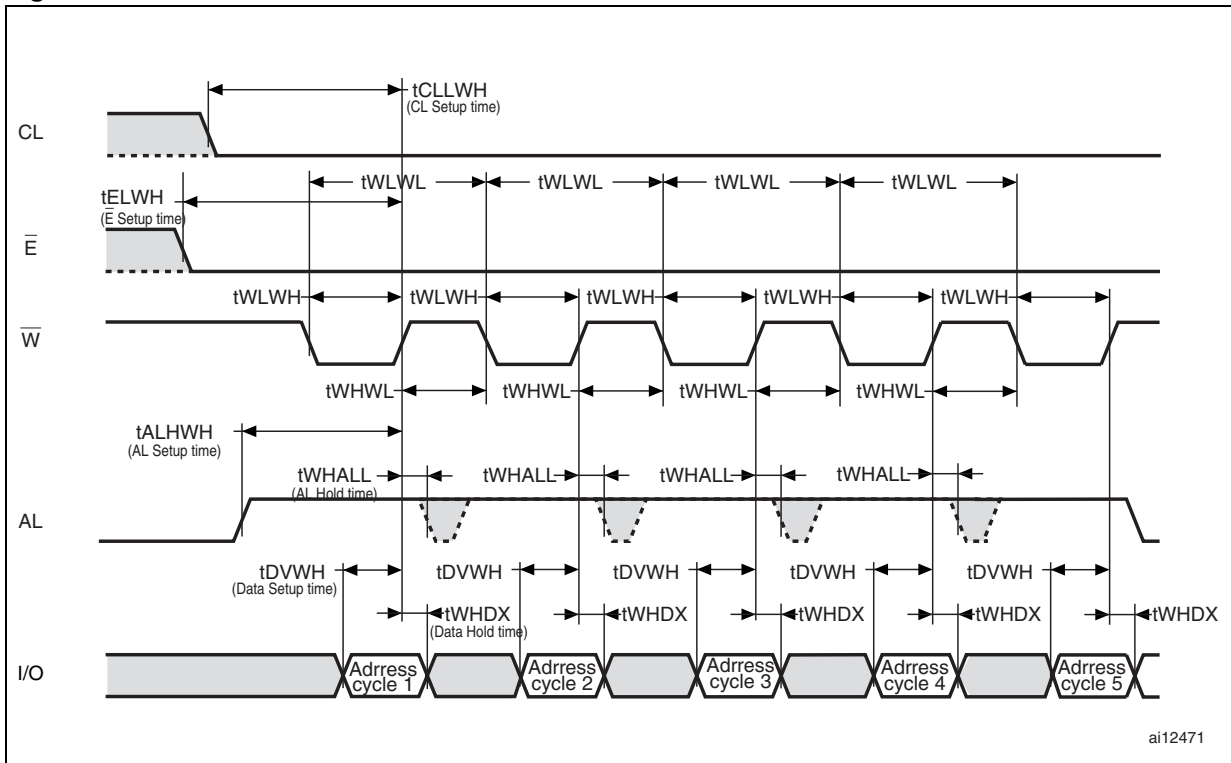 tCLLWH
(CL Setup time)
CL
tWLWL tWLWL tWLWL tWLWL
tELWH
(E Setup time)
E
tWLWH tWLWH tWLWH tWLWH tWLWH
W
tWHWL tWHWL tWHWL tWHWL
tALHWH
(AL Setup time)
tWHALL tWHALL tWHALL tWHALL
(AL Hold time)
AL
tDVWH tDVWH tDVWH tDVWH tDVWH
(Data Setup time)
tWHDX tWHDX tWHDX tWHDX tWHDX
(Data Hold time)
I/O
Adrress cycle 1
Adrress cycle 2
Adrress cycle 3
Adrress cycle 4
Adrress cycle 5
ai12471